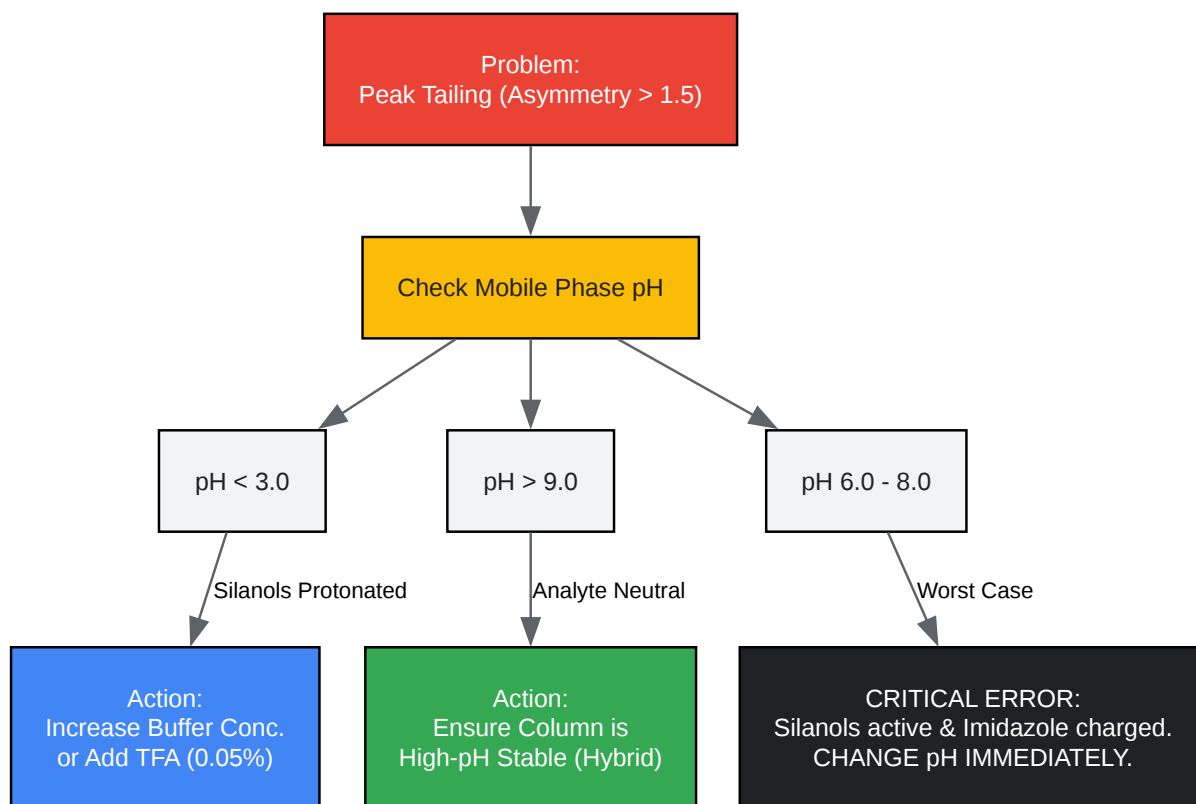 Problem:
Peak Tailing (Asymmetry > 1.5)
Check Mobile Phase pH
pH < 3.0
pH > 9.0
pH 6.0 - 8.0
Silanols Protonated
Analyte Neutral
Worst Case
Action:
Increase Buffer Conc.
or Add TFA (0.05%)
Action:
Ensure Column is
High-pH Stable (Hybrid)
CRITICAL ERROR:
Silanols active & Imidazole charged.
CHANGE pH IMMEDIATELY.